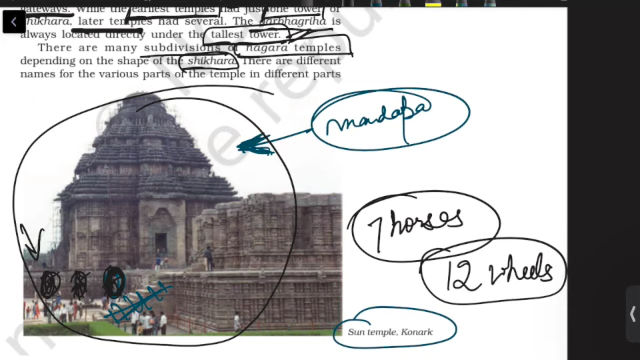 gateways. While the earliest temples had just one tower or
shikhara, later temples had several. The garbhagriha is
always located directly under the tallest tower.
There are many subdivisions of nagara temples
depending on the shape of the shikhara. There are different
names for the various parts of the temple in different parts
mandapa
7 horses
12 wheels
Sun temple, Konark